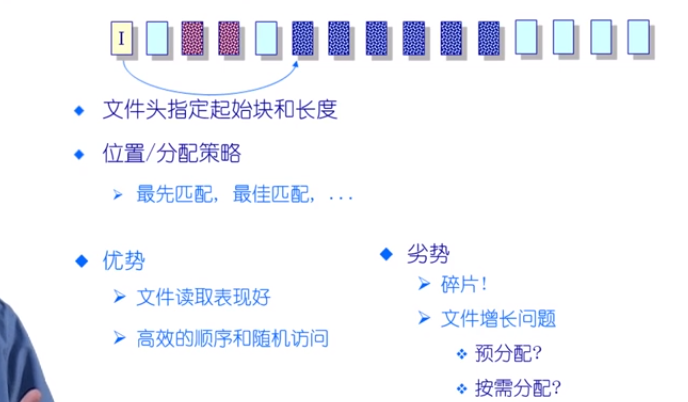 I
文件头指定起始块和长度
位置/分配策略
最先匹配, 最佳匹配, ...
优势
文件读取表现好
高效的顺序和随机访问
劣势
碎片!
文件增长问题
预分配?
按需分配?